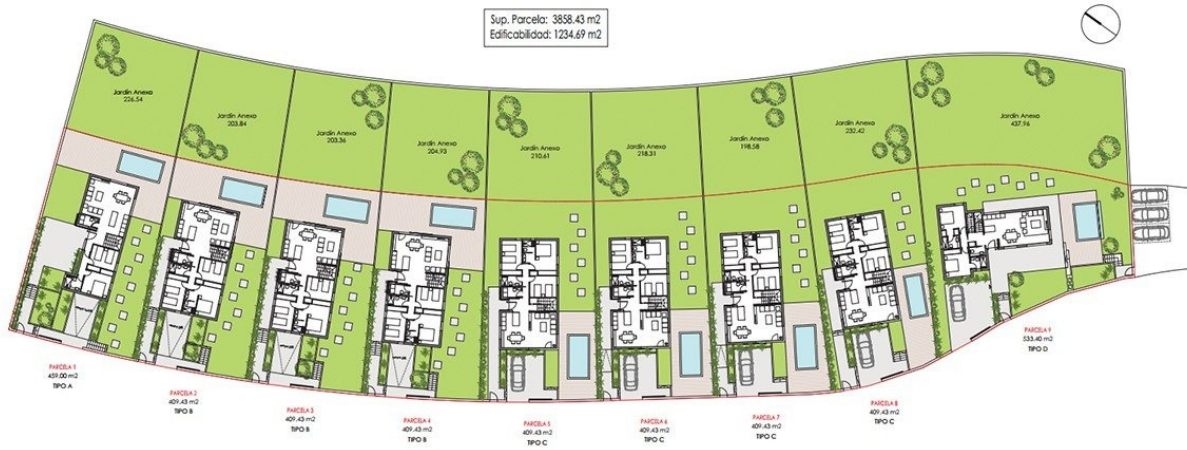 Sup. Parcela: 3858.43 m2
Edificabilidad: 1234.69 m2
Jardín Anexo
226.54
Jardín Anexo
203.84
Jardín Anexo
203.36
Jardín Anexo
204.93
Jardín Anexo
210.61
Jardín Anexo
218.31
Jardín Anexo
198.58
Jardín Anexo
232.42
Jardín Anexo
437.96
PARCELA 1
459.00 m2
TIPO A
PARCELA 2
409.43 m2
TIPO B
PARCELA 3
409.43 m2
TIPO B
PARCELA 4
409.43 m2
TIPO B
PARCELA 5
409.43 m2
TIPO C
PARCELA 6
409.43 m2
TIPO C
PARCELA 7
409.43 m2
TIPO C
PARCELA 8
409.43 m2
TIPO C
PARCELA 9
533.40 m2
TIPO D